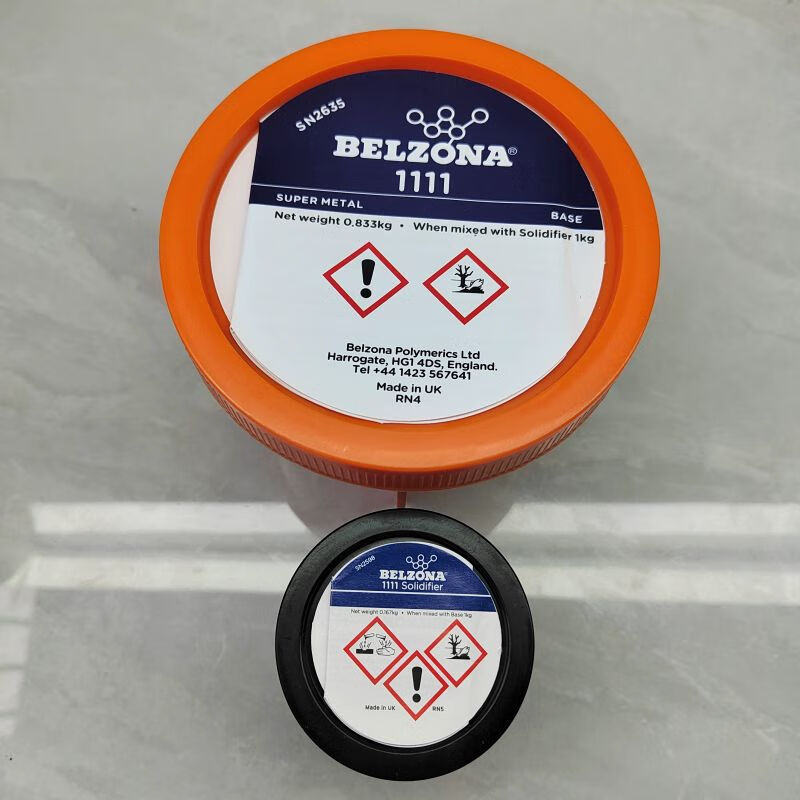 SN2635
BELZONA®
1111
SUPER METAL BASE
Net weight 0.833kg • When mixed with Solidifier 1kg
Belzona Polymerics Ltd
Harrogate, HG1 4DS, England.
Tel +44 1423 567641
Made in UK
RN4
SN2598
BELZONA®
1111 Solidifier
Net weight 0.167kg • When mixed with Base 1kg
Made in UK RN5